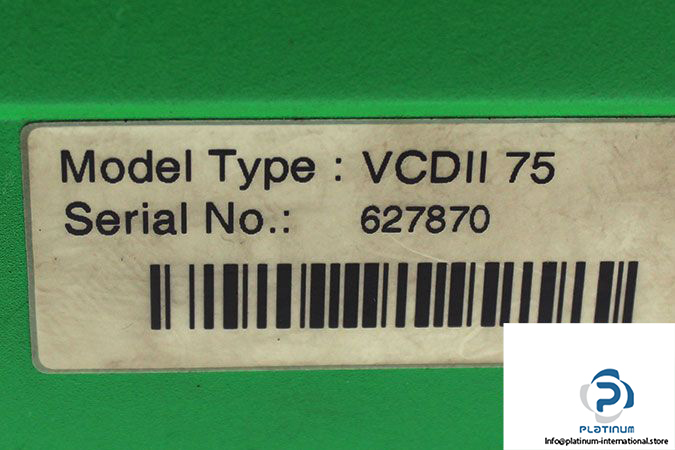 Model Type : VCDII 75
Serial No.: 627870
PLATINUM
Info@platinum-international.store